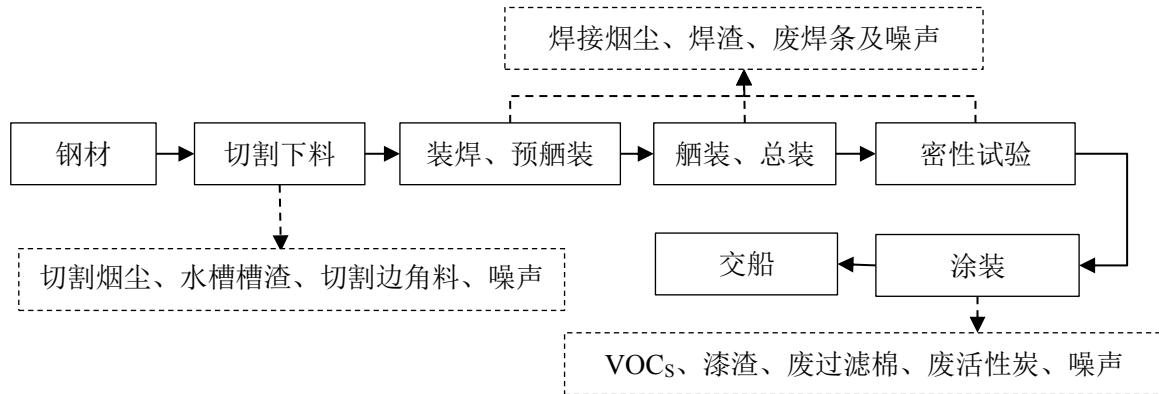 焊接烟尘、焊渣、废焊条及噪声
钢材
切割下料
装焊、预舾装
舾装、总装
密性试验
切割烟尘、水槽槽渣、切割边角料、噪声
交船
涂装
VOCs、漆渣、废过滤棉、废活性炭、噪声